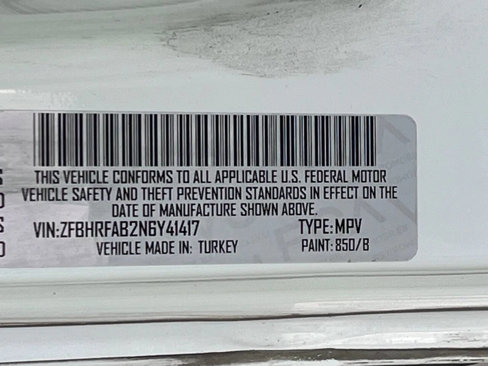 THIS VEHICLE CONFORMS TO ALL APPLICABLE U.S. FEDERAL MOTOR
VEHICLE SAFETY AND THEFT PREVENTION STANDARDS IN EFFECT ON THE
DATE OF MANUFACTURE SHOWN ABOVE.
VIN:ZFBHRFAB2N6Y41417 TYPE:MPV
VEHICLE MADE IN: TURKEY PAINT: 850/B